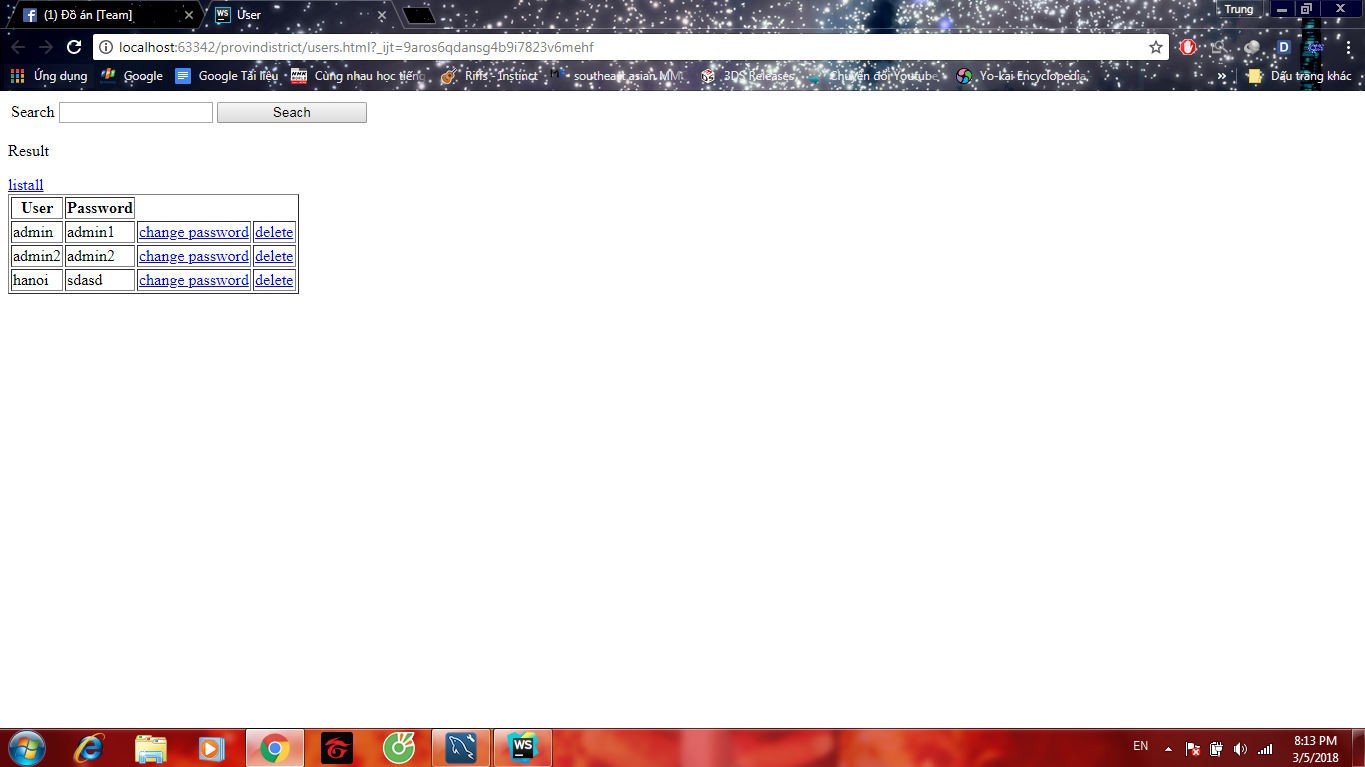 (1) Đồ án [Team]
User
Trung
localhost:63342/provindistrict/users.html?_ijt=9aros6qdansg4b9i7823v6mehf
Ứng dụng Google Google Tài liệu Cùng nhau học tiếng Riffs - Instinct southeast asian MM 3DS Releases Chuyển đổi Youtube Yo-kai Encyclopedia » Dấu trang khác
Search Seach
Result
listall
User Password
admin admin1 change password delete
admin2 admin2 change password delete
hanoi sdasd change password delete
WS
EN
8:13 PM
3/5/2018